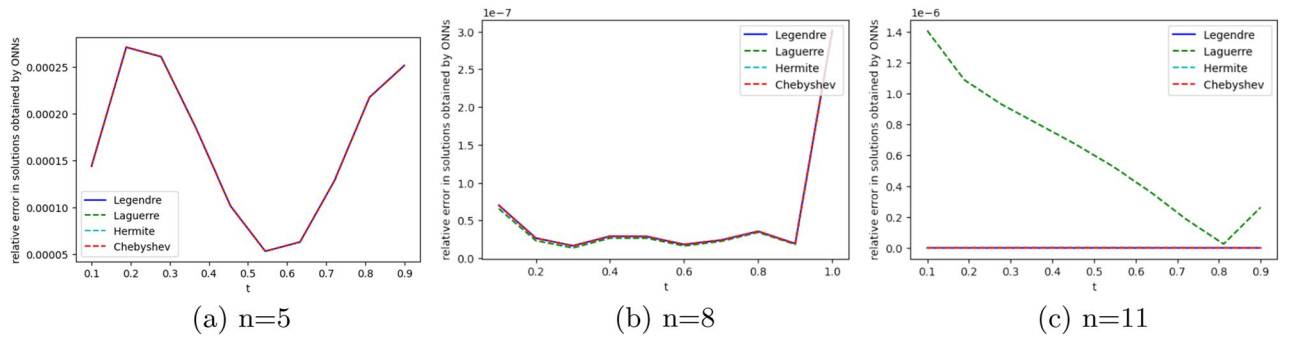 relative error in solutions obtained by ONNs
0.00025
0.00020
0.00015
0.00010
0.00005
Legendre
Laguerre
Hermite
Chebyshev
0.1 0.2 0.3 0.4 0.5 0.6 0.7 0.8 0.9
t
(a) n=5
1e−7
relative error in solutions obtained by ONNs
3.0
2.5
2.0
1.5
1.0
0.5
0.0
Legendre
Laguerre
Hermite
Chebyshev
0.2 0.4 0.6 0.8 1.0
t
(b) n=8
1e−6
relative error in solutions obtained by ONNs
1.4
1.2
1.0
0.8
0.6
0.4
0.2
0.0
Legendre
Laguerre
Hermite
Chebyshev
0.1 0.2 0.3 0.4 0.5 0.6 0.7 0.8 0.9
t
(c) n=11